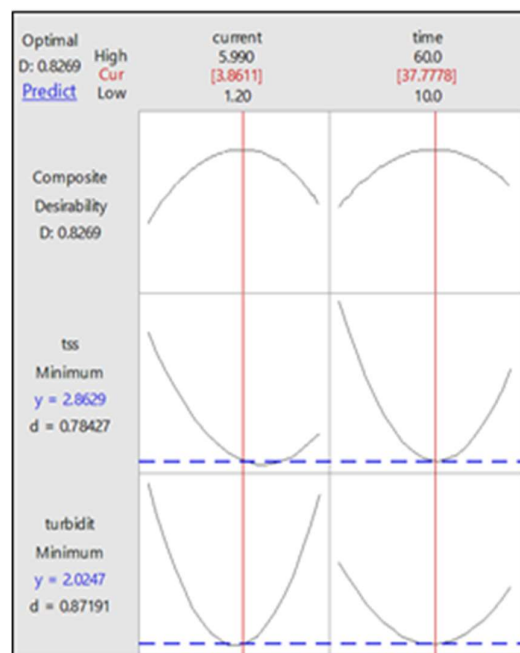 Optimal
D: 0.8269
Predict
High
Cur
Low
current
5.990
[3.8611]
1.20
time
60.0
[37.7778]
10.0
Composite
Desirability
D: 0.8269
tss
Minimum
y = 2.8629
d = 0.78427
turbidit
Minimum
y = 2.0247
d = 0.87191